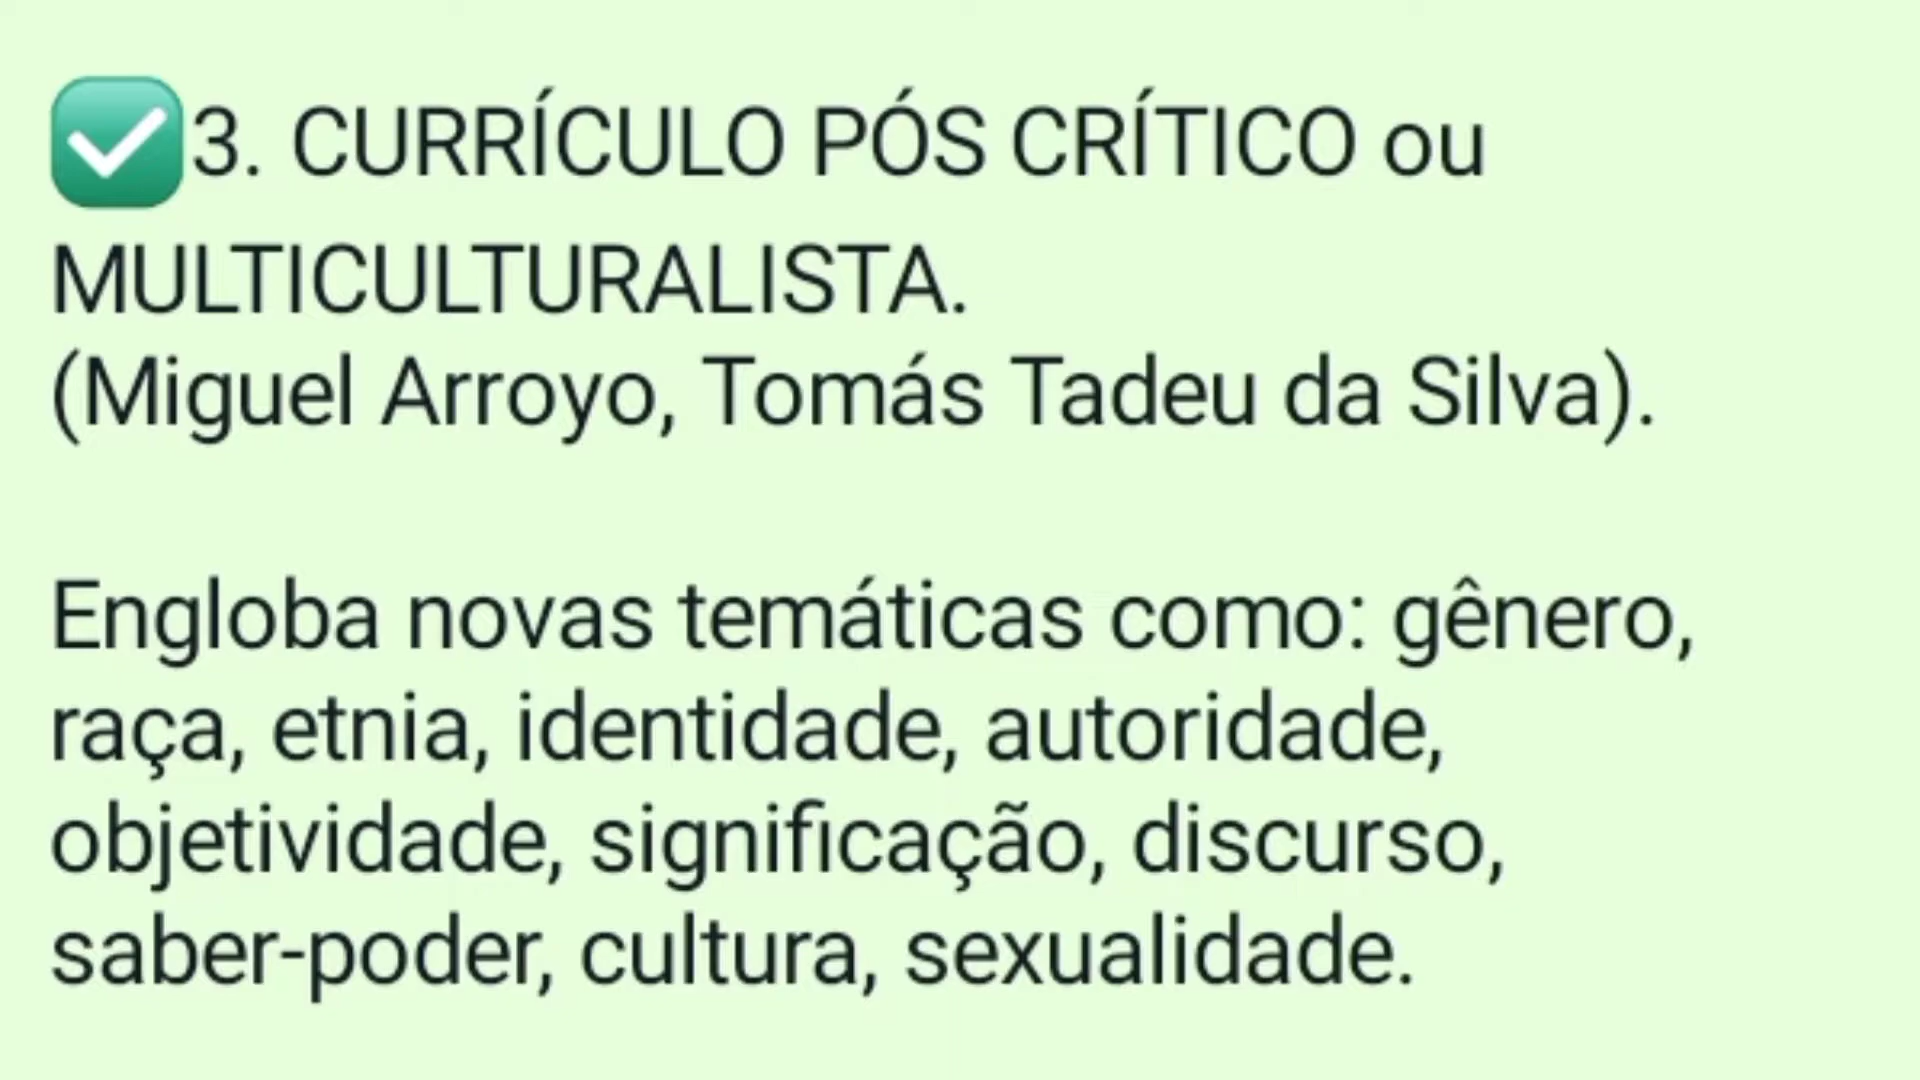 ✅3. CURRÍCULO PÓS CRÍTICO ou
MULTICULTURALISTA.
(Miguel Arroyo, Tomás Tadeu da Silva).
Engloba novas temáticas como: gênero,
raça, etnia, identidade, autoridade,
objetividade, significação, discurso,
saber-poder, cultura, sexualidade.